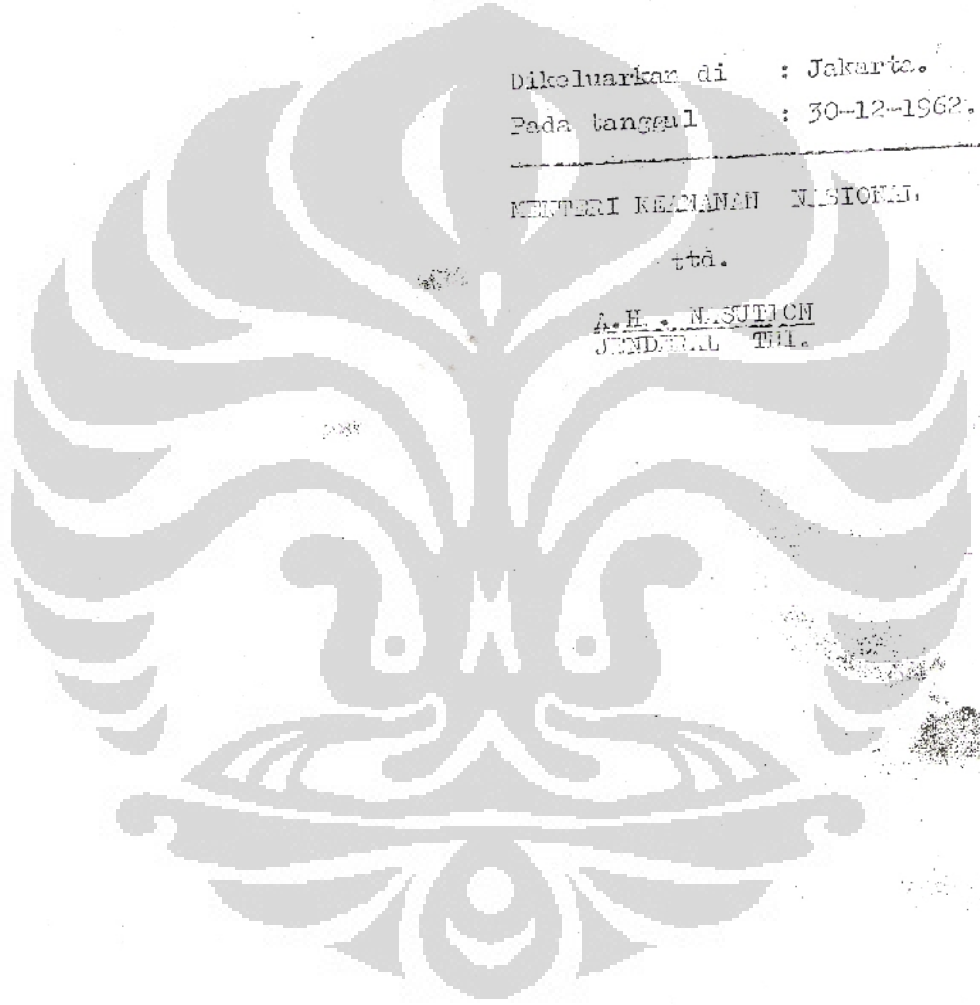 Dikeluarkan di : Jakarta.
Pada tanggal : 30-12-1962.
MENTERI KEAMANAN NASIONAL
ttd.
A.H. NASUTION
JENDERAL TNI.